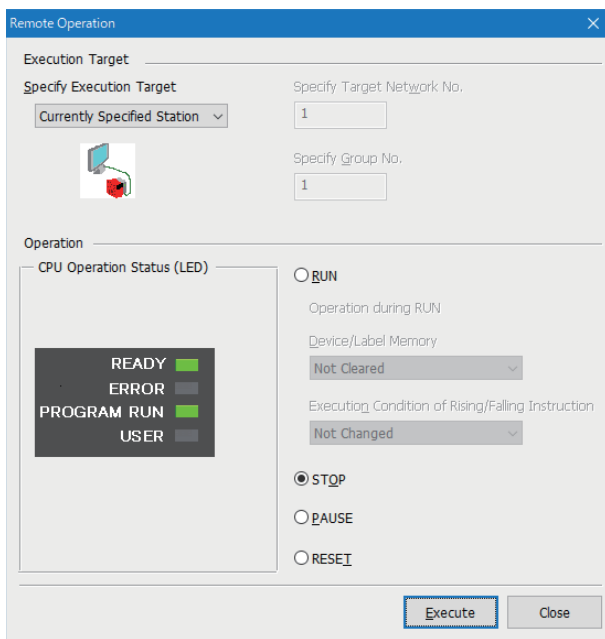 Remote Operation
Execution Target
Specify Execution Target
Currently Specified Station
Specify Target Network No.
1
Specify Group No.
1
Operation
CPU Operation Status (LED)
READY
ERROR
PROGRAM RUN
USER
RUN
Operation during RUN
Device/Label Memory
Not Cleared
Execution Condition of Rising/Falling Instruction
Not Changed
STOP
PAUSE
RESET
Execute
Close